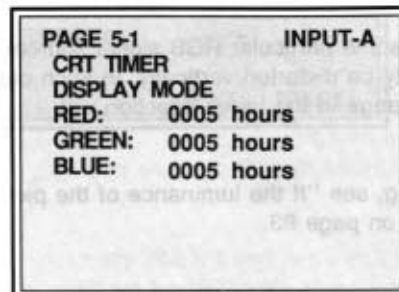 PAGE 5-1 INPUT-A
CRT TIMER
DISPLAY MODE
RED: 0005 hours
GREEN: 0005 hours
BLUE: 0005 hours